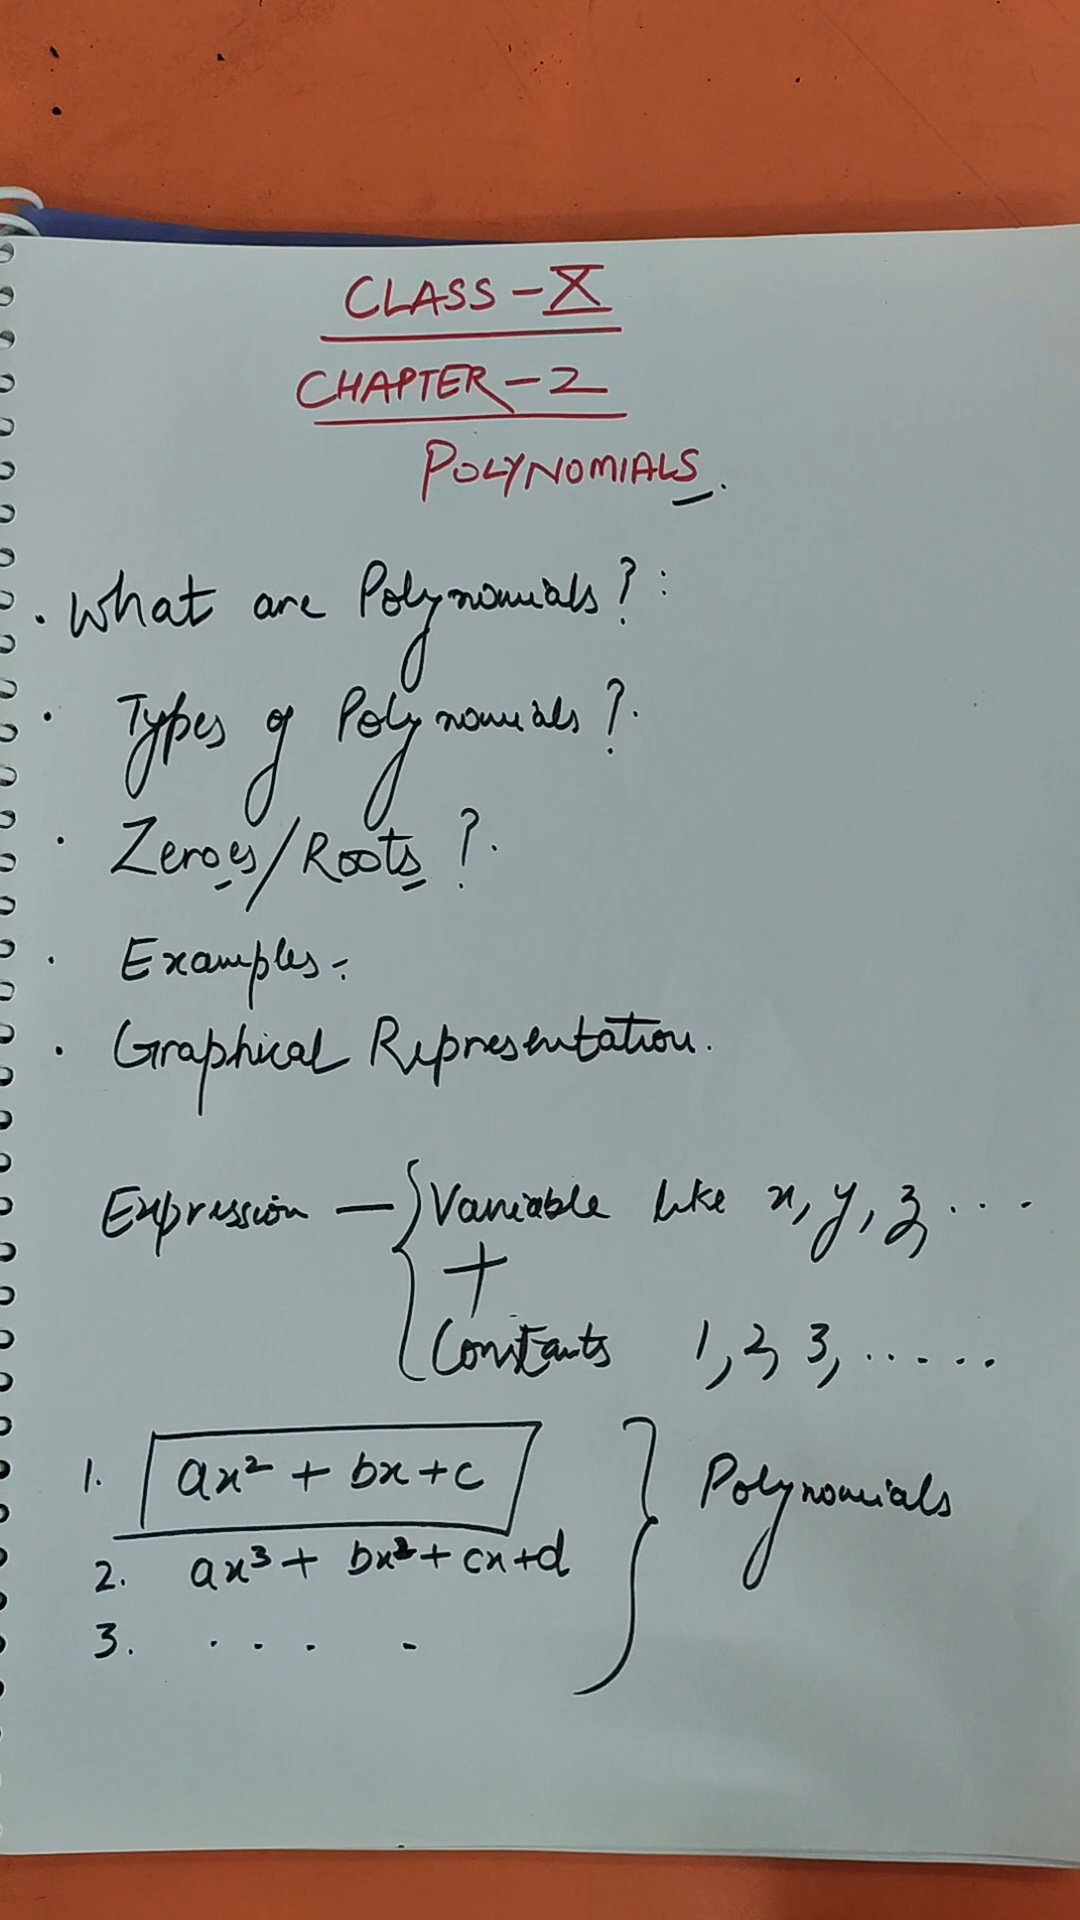 CLASS - X
CHAPTER - 2
POLYNOMIALS.
. What are Polynomials? :
. Types of Polynomials?.
. Zeroes/Roots ?.
. Examples:
. Graphical Representation.
Expression — { Variable like x, y, z ....
+
Constants 1, 2, 3, ......
1. ax² + bx + c } Polynomials
2. ax³ + bx² + cx + d
3. . . . .